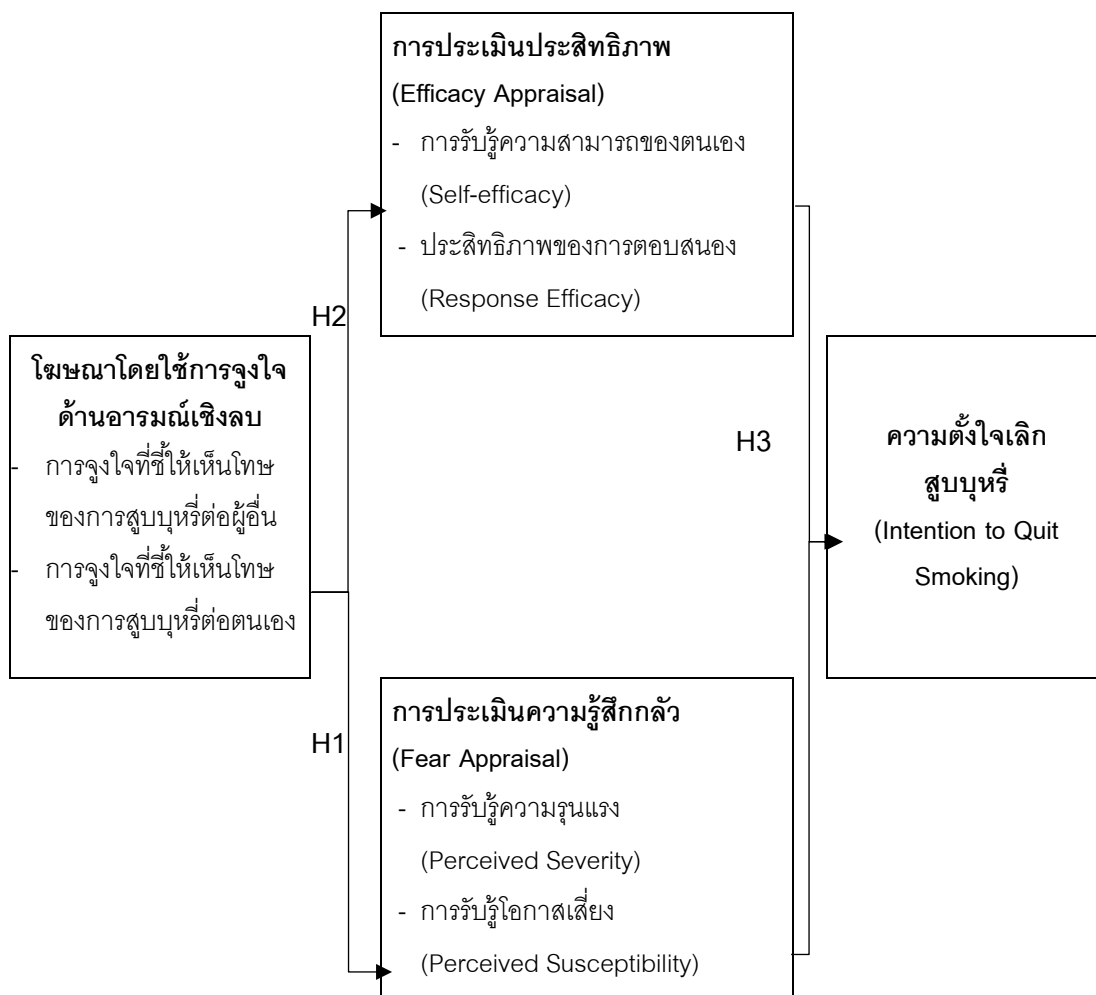 การประเมินประสิทธิภาพ
(Efficacy Appraisal)
- การรับรู้ความสามารถของตนเอง
(Self-efficacy)
- ประสิทธิภาพของการตอบสนอง
(Response Efficacy)
H2
โฆษณาโดยใช้การจูงใจ
ด้านอารมณ์เชิงลบ
- การจูงใจที่ชี้ให้เห็นโทษ
ของการสูบบุหรี่ต่อผู้อื่น
- การจูงใจที่ชี้ให้เห็นโทษ
ของการสูบบุหรี่ต่อตนเอง
H3
ความตั้งใจเลิก
สูบบุหรี่
(Intention to Quit
Smoking)
H1
การประเมินความรู้สึกกลัว
(Fear Appraisal)
- การรับรู้ความรุนแรง
(Perceived Severity)
- การรับรู้โอกาสเสี่ยง
(Perceived Susceptibility)